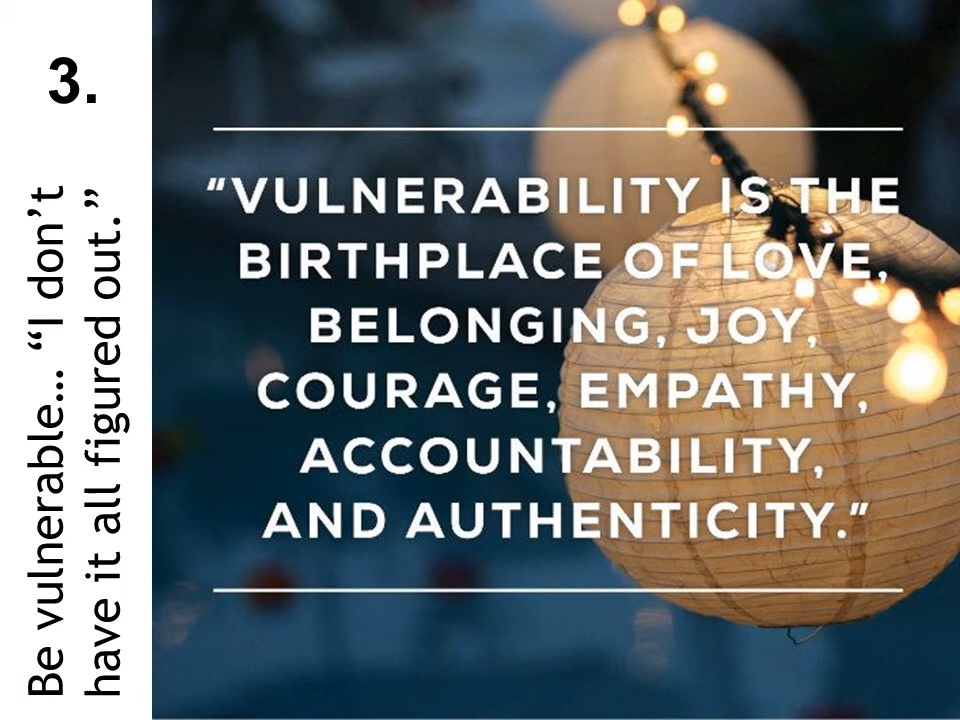 3.
Be vulnerable... “I don’t
have it all figured out.”
“VULNERABILITY IS THE
BIRTHPLACE OF LOVE,
BELONGING, JOY,
COURAGE, EMPATHY,
ACCOUNTABILITY,
AND AUTHENTICITY.”